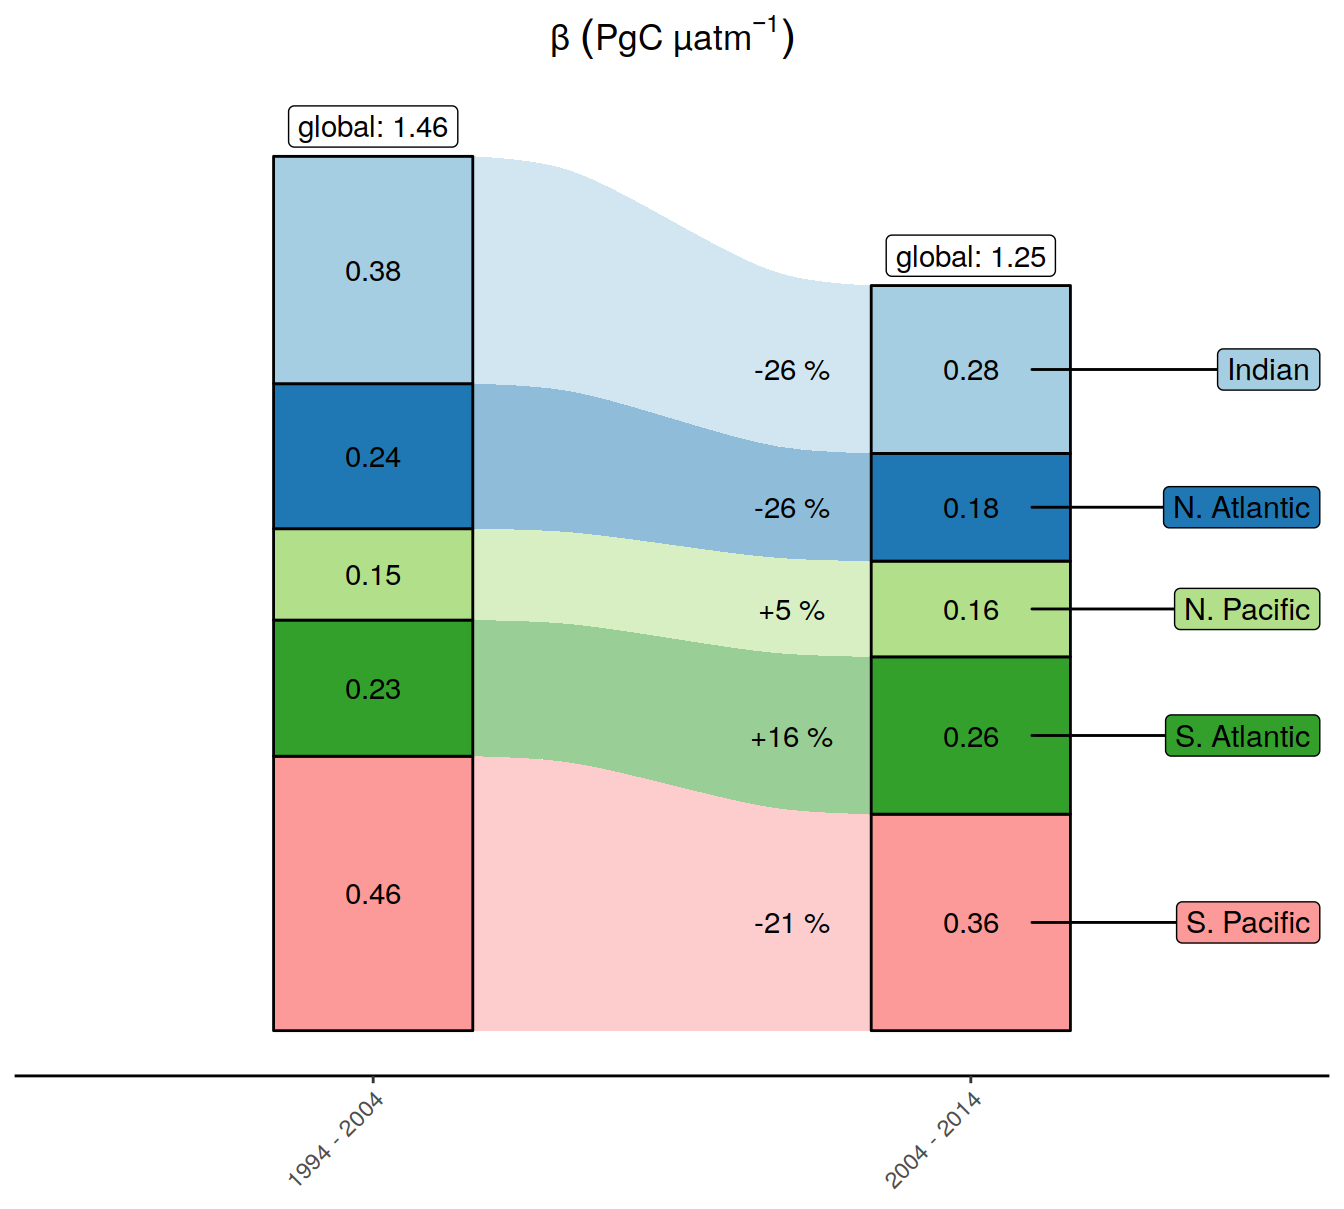 β (PgC µatm⁻¹)
global: 1.46
global: 1.25
0.38
-26 %
0.28
Indian
0.24
-26 %
0.18
N. Atlantic
0.15
+5 %
0.16
N. Pacific
0.23
+16 %
0.26
S. Atlantic
0.46
-21 %
0.36
S. Pacific
1994 - 2004
2004 - 2014